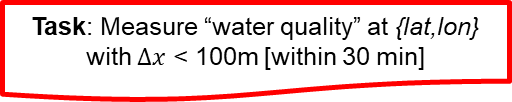 Task: Measure “water quality” at {lat,lon}
with Δ𝑥 < 100m [within 30 min]